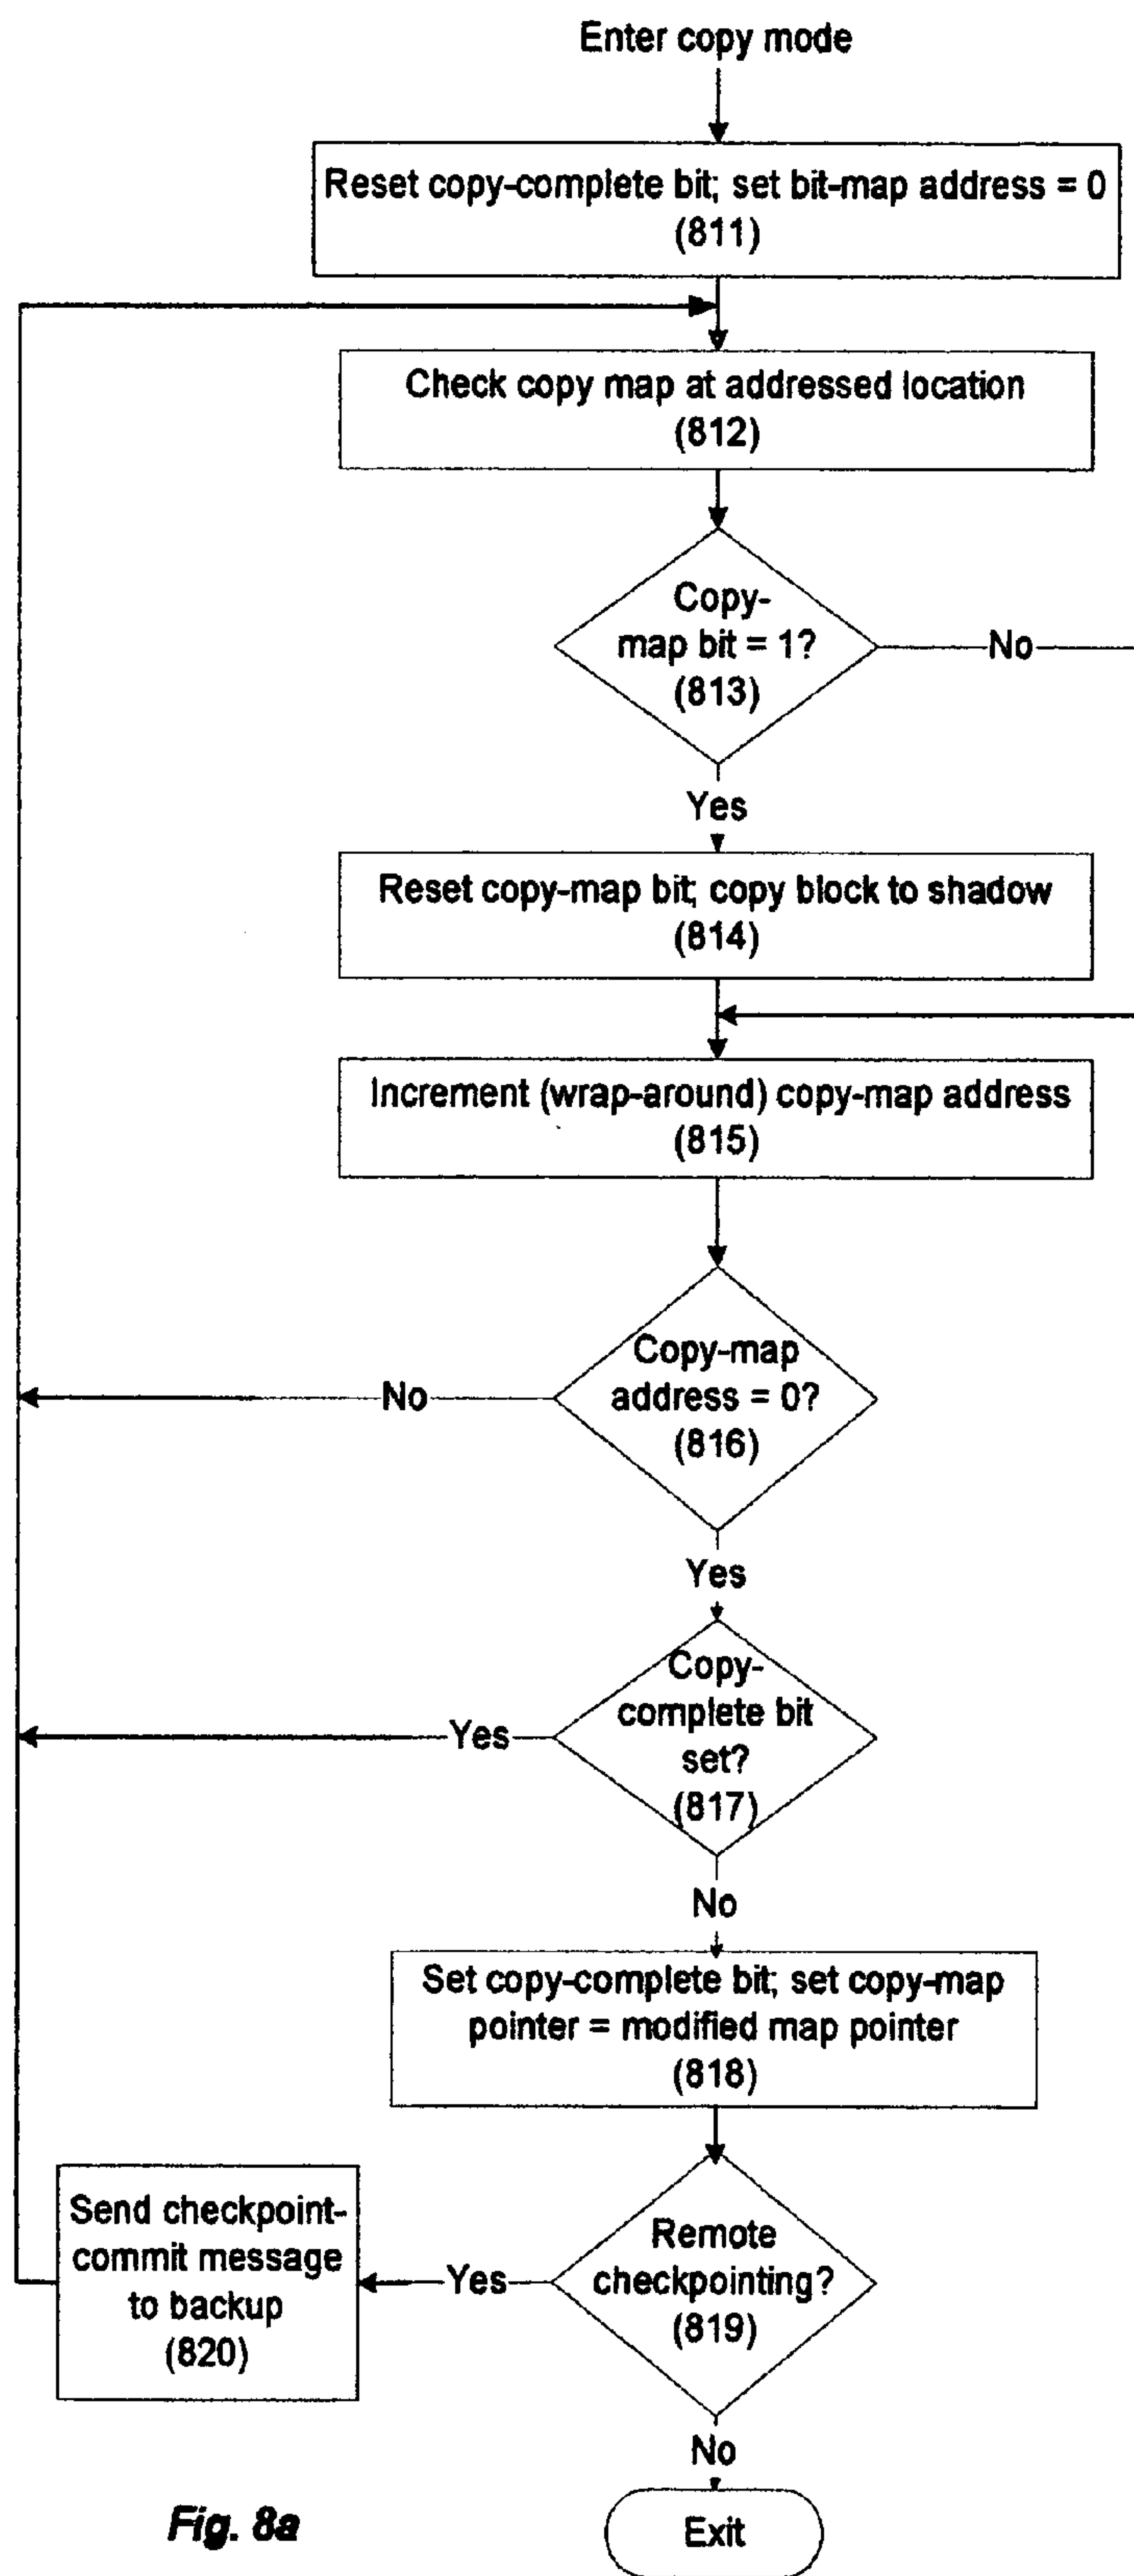 Enter copy mode
Reset copy-complete bit; set bit-map address = 0
(811)
Check copy map at addressed location
(812)
Copy-
map bit = 1?
(813)
No
Yes
Reset copy-map bit; copy block to shadow
(814)
Increment (wrap-around) copy-map address
(815)
Copy-map
address = 0?
(816)
No
Yes
Copy-
complete bit
set?
(817)
Yes
No
Set copy-complete bit; set copy-map
pointer = modified map pointer
(818)
Remote
checkpointing?
(819)
Yes
Send checkpoint-
commit message
to backup
(820)
No
Exit
Fig. 8a